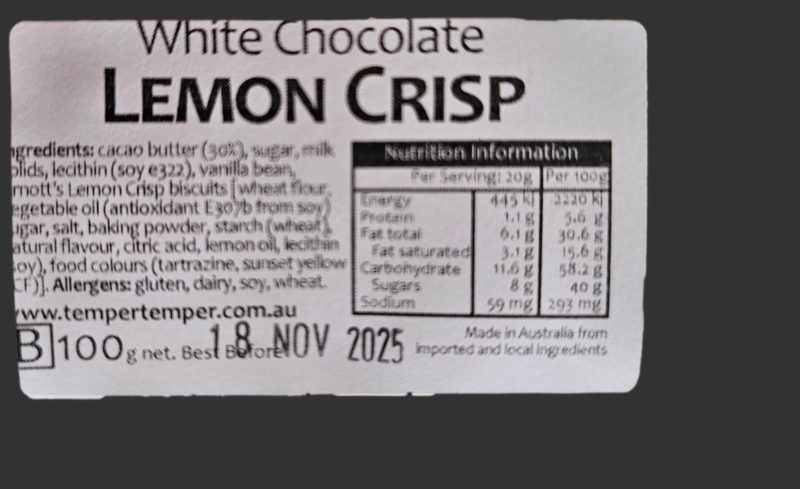 White Chocolate
LEMON CRISP
gredients: cacao butter (30%), sugar, milk
olids, lecithin (soy e322), vanilla bean,
mott's Lemon Crisp biscuits [wheat flour,
egetable oil (antioxidant E307b from soy)
ugar, salt, baking powder, starch (wheat),
atural flavour, citric acid, lemon oil, lecithin
oy), food colours (tartrazine, sunset yellow
CF)]. Allergens: gluten, dairy, soy, wheat.
ww.tempertemper.com.au
B 100g net. Best Before 18 NOV 2025
Nutrition Information
Per Serving: 20g Per 100g
Energy 445 kJ 2220 kJ
Protein 1.1 g 5.6 g
Fat total 6.1 g 30.6 g
Fat saturated 3.1 g 15.6 g
Carbohydrate 11.6 g 58.2 g
Sugars 8 g 40 g
Sodium 59 mg 293 mg
Made in Australia from
imported and local ingredients